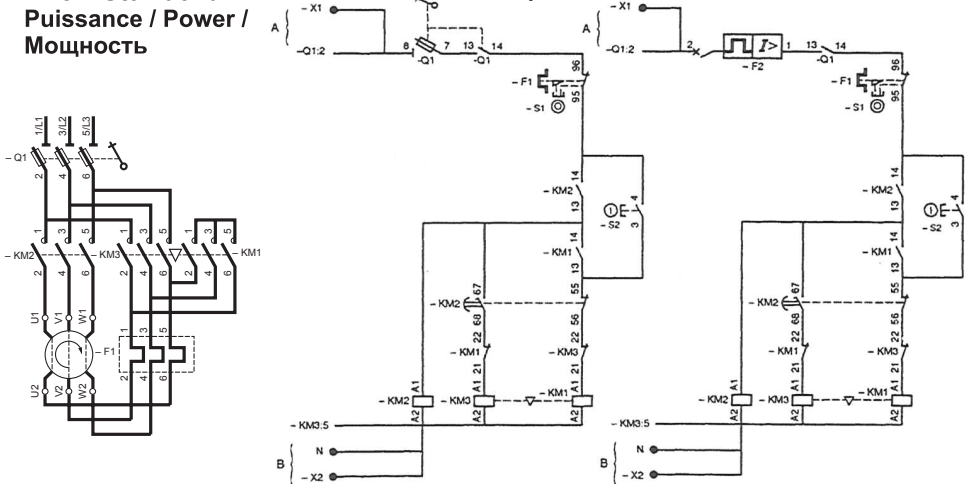 Puissance / Power /
Мощность
1/L1 3/L2 5/L3
– Q1
2 4 6
1 3 5 1 3 5 1 3 5
– KM2 – KM3 – KM1
2 4 6 2 4 6 2 4 6
U1 V1 W1
1 3 5
– F1
2 4 6
U2 V2 W2
– X1
A
–Q1:2 8 7 13 14
–Q1 –Q1
96
– F1
95
– S1
14
– KM2
13
4
1
– S2
3
14
– KM1
13
67 55
– KM2
68 56
22 22
– KM1 – KM3
21 21
A1 A1 A1
– KM2 – KM3 – KM1
A2 A2 A2
– KM3:5
N
B
– X2
– X1
A
–Q1:2 2 I> 1 13 14
– F2 –Q1
96
– F1
95
– S1
14
– KM2
13
4
1
– S2
3
14
– KM1
13
67 55
– KM2
68 56
22 22
– KM1 – KM3
21 21
A1 A1 A1
– KM2 – KM3 – KM1
A2 A2 A2
– KM3:5
N
B
– X2